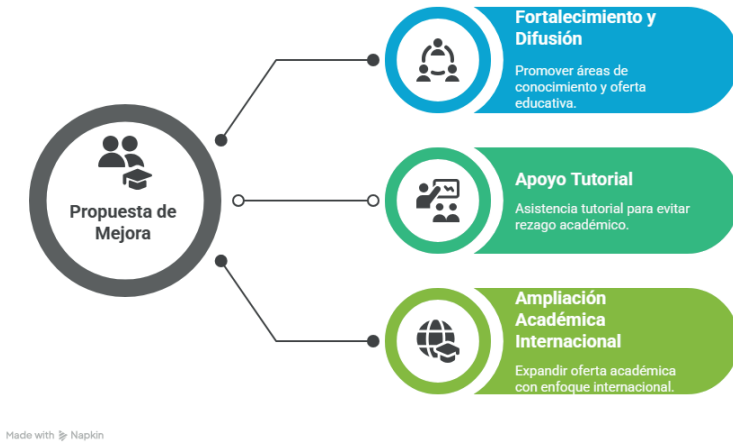 Propuesta de
Mejora
Fortalecimiento y
Difusión
Promover áreas de
conocimiento y oferta
educativa.
Apoyo Tutorial
Asistencia tutorial para evitar
rezago académico.
Ampliación
Académica
Internacional
Expandir oferta académica
con enfoque internacional.
Made with Napkin